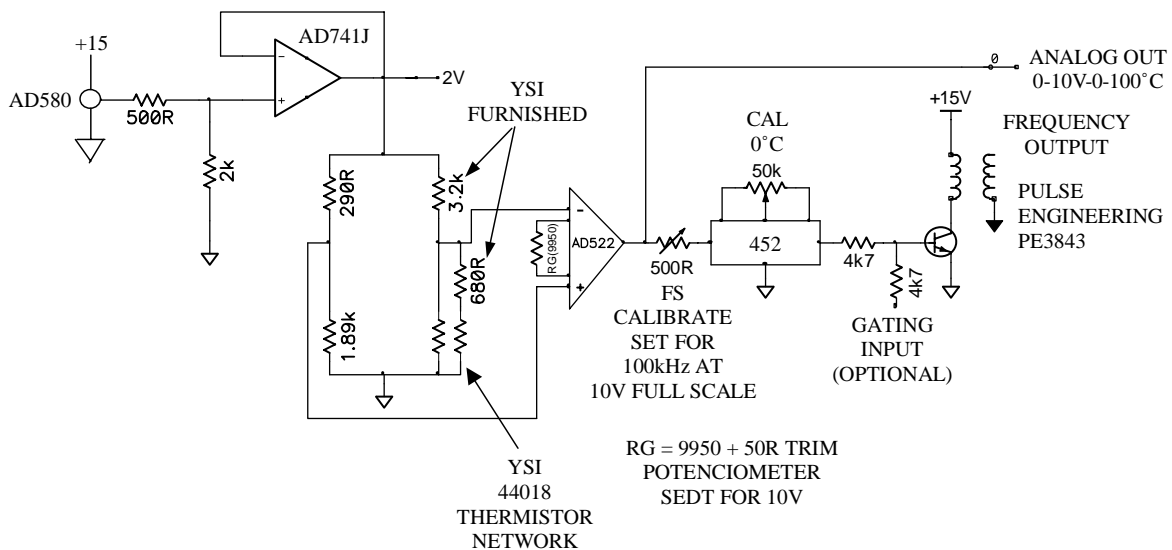 AD741J
+15
AD580
500R
2k
−
+
2V
YSI
FURNISHED
290R
3.2k
680R
1.89k
RG(9950)
−
AD522
+
0
ANALOG OUT
0-10V-0-100˚C
+15V
FREQUENCY
OUTPUT
PULSE
ENGINEERING
PE3843
CAL
0˚C
50k
452
500R
FS
CALIBRATE
SET FOR
100kHz AT
10V FULL SCALE
4k7
4k7
GATING
INPUT
(OPTIONAL)
YSI
44018
THERMISTOR
NETWORK
RG = 9950 + 50R TRIM
POTENCIOMETER
SEDT FOR 10V